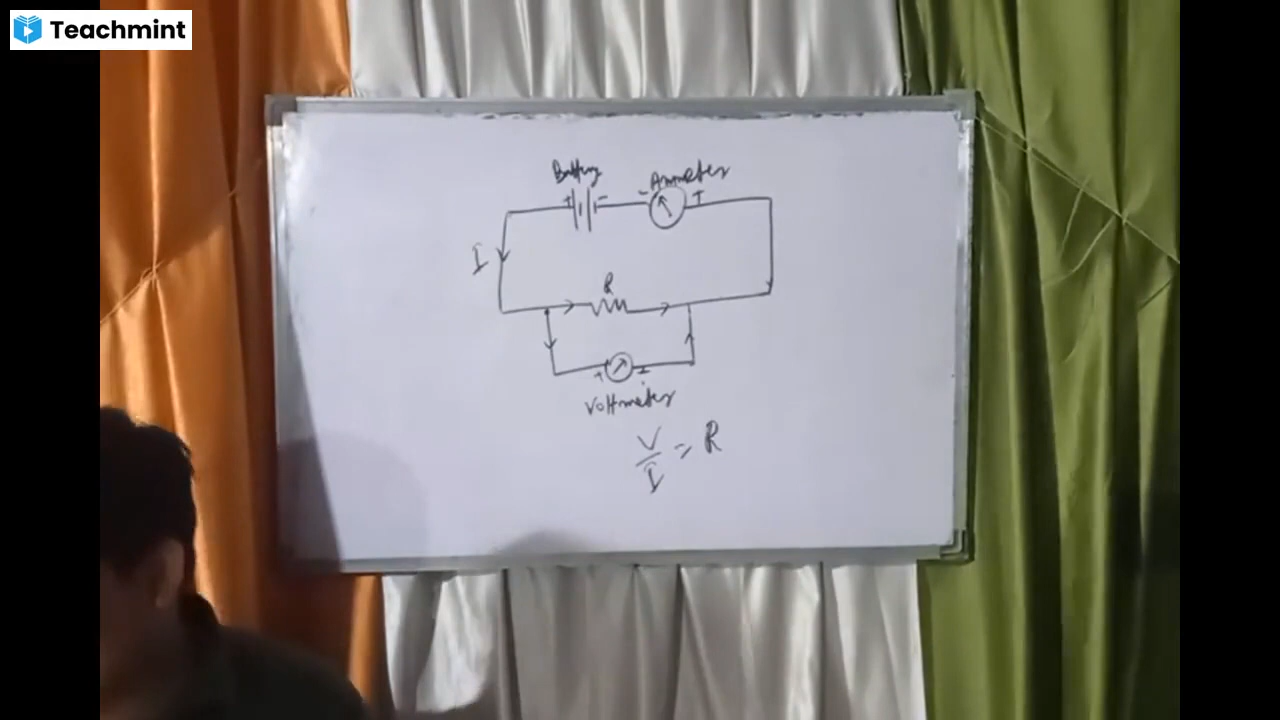 Teachmint
Battery
Ammeter
+ - - +
I
R
+ -
Voltmeter
V/I = R